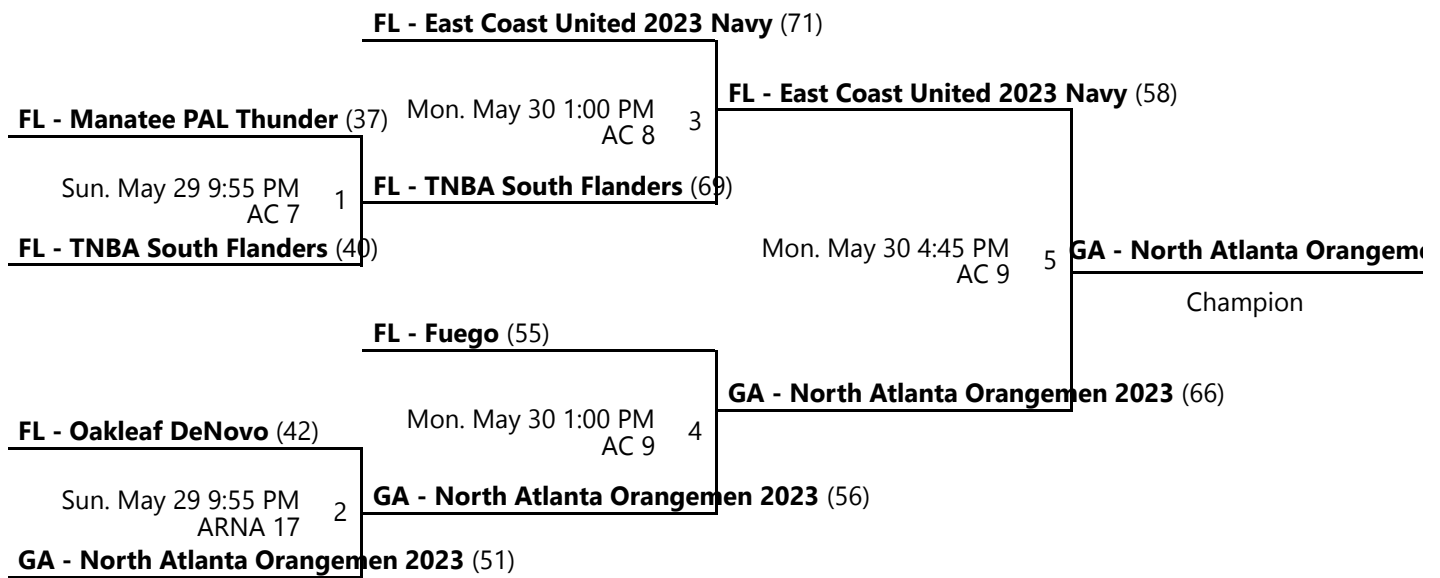 FL - East Coast United 2023 Navy (71)
FL - East Coast United 2023 Navy (58)
FL - Manatee PAL Thunder (37)
Mon. May 30 1:00 PM
AC 8
3
Sun. May 29 9:55 PM
AC 7
1
FL - TNBA South Flanders (69)
FL - TNBA South Flanders (40)
Mon. May 30 4:45 PM
AC 9
5
GA - North Atlanta Orangeme
Champion
FL - Fuego (55)
GA - North Atlanta Orangemen 2023 (66)
Mon. May 30 1:00 PM
AC 9
4
FL - Oakleaf DeNovo (42)
Sun. May 29 9:55 PM
ARNA 17
2
GA - North Atlanta Orangemen 2023 (56)
GA - North Atlanta Orangemen 2023 (51)